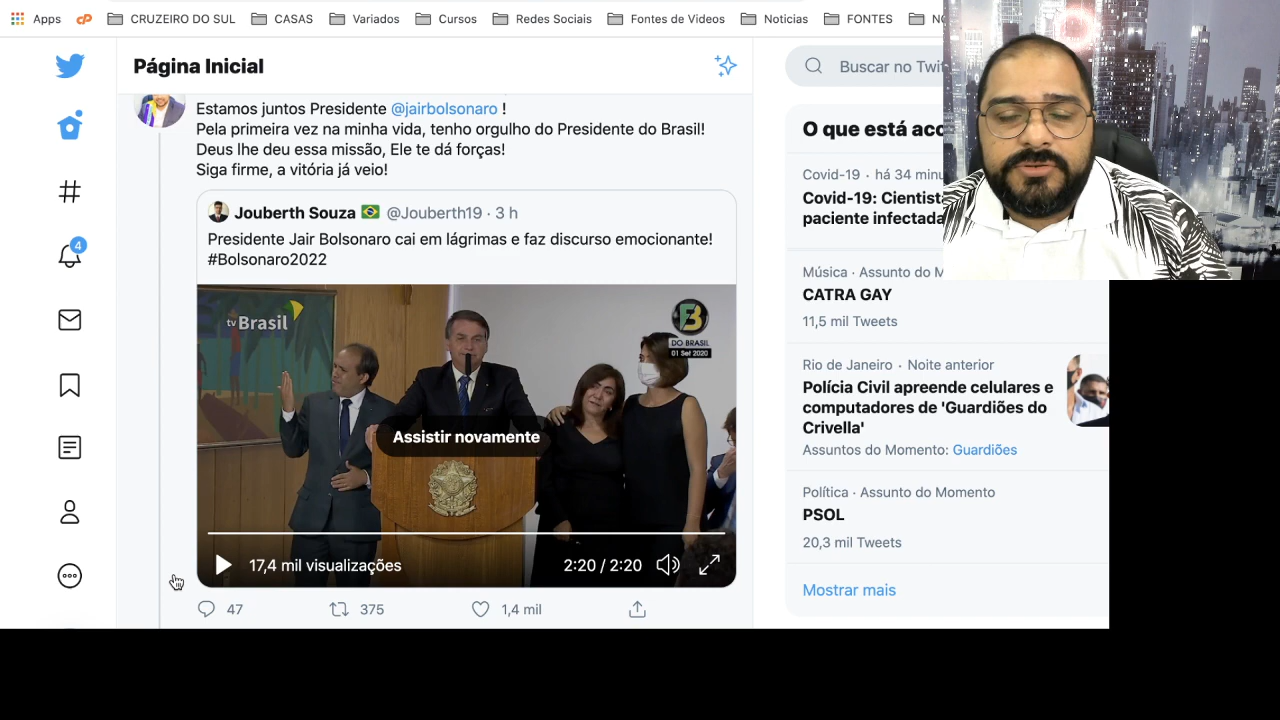 Apps
CRUZEIRO DO SUL
CASAS
Variados
Cursos
Redes Sociais
Fontes de Videos
Noticias
FONTES
Página Inicial
Estamos juntos Presidente @jairbolsonaro !
Pela primeira vez na minha vida, tenho orgulho do Presidente do Brasil!
Deus lhe deu essa missão, Ele te dá forças!
Siga firme, a vitória já veio!
Jouberth Souza @Jouberth19 · 3 h
Presidente Jair Bolsonaro cai em lágrimas e faz discurso emocionante!
#Bolsonaro2022
tv Brasil
DO BRASIL
01 Set 2020
Assistir novamente
17,4 mil visualizações
2:20 / 2:20
47
375
1,4 mil
4
Buscar no Twit
O que está aco
Covid-19 · há 34 minu
Covid-19: Cientista
paciente infectada
Música · Assunto do M
CATRA GAY
11,5 mil Tweets
Rio de Janeiro · Noite anterior
Polícia Civil apreende celulares e
computadores de 'Guardiões do
Crivella'
Assuntos do Momento: Guardiões
Política · Assunto do Momento
PSOL
20,3 mil Tweets
Mostrar mais